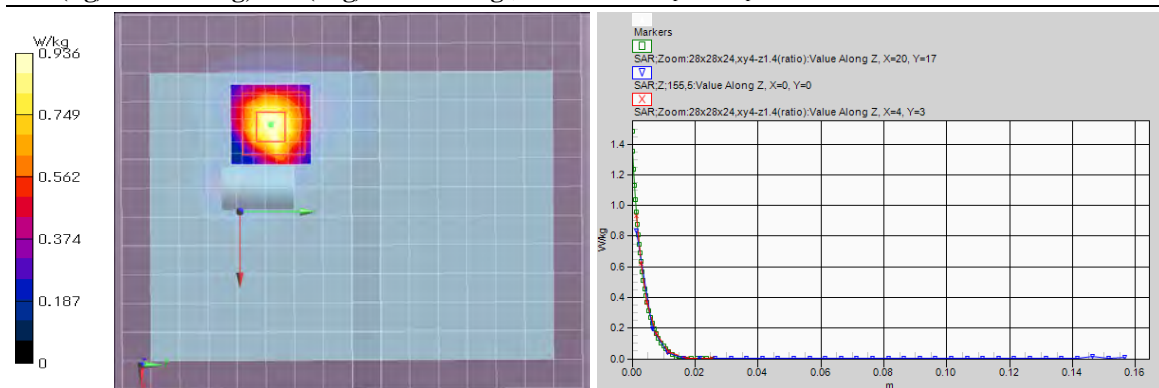 W/kg
0.936
0.749
0.562
0.374
0.187
0
Markers
SAR;Zoom:28x28x24,xy4-z1.4(ratio):Value Along Z, X=20, Y=17
SAR;Z;155,5:Value Along Z, X=0, Y=0
SAR;Zoom:28x28x24,xy4-z1.4(ratio):Value Along Z, X=4, Y=3
W/kg
1.4
1.2
1.0
0.8
0.6
0.4
0.2
0.0
0.00 0.02 0.04 0.06 0.08 0.10 0.12 0.14 0.16
m